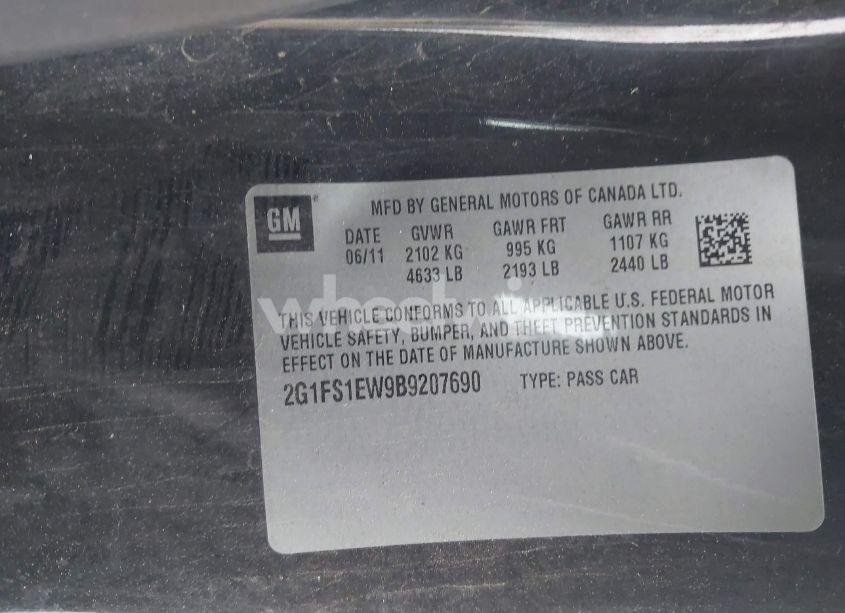 GM
MFD BY GENERAL MOTORS OF CANADA LTD.
DATE GVWR GAWR FRT GAWR RR
06/11 2102 KG 995 KG 1107 KG
4633 LB 2193 LB 2440 LB
THIS VEHICLE CONFORMS TO ALL APPLICABLE U.S. FEDERAL MOTOR
VEHICLE SAFETY, BUMPER, AND THEFT PREVENTION STANDARDS IN
EFFECT ON THE DATE OF MANUFACTURE SHOWN ABOVE.
2G1FS1EW9B9207690 TYPE: PASS CAR